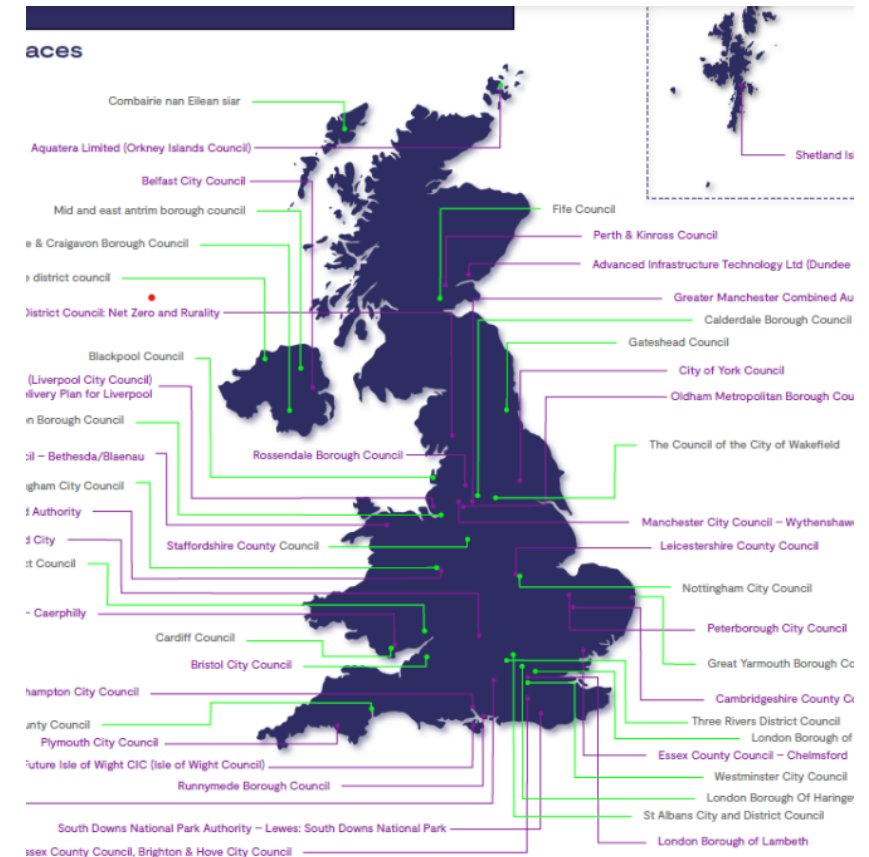 aces
Combairie nan Eilean siar
Aquatera Limited (Orkney Islands Council)
Belfast City Council
Mid and east antrim borough council
e & Craigavon Borough Council
e district council
District Council: Net Zero and Rurality
Blackpool Council
(Liverpool City Council)
elivery Plan for Liverpool
on Borough Council
cil – Bethesda/Blaenau
Rossendale Borough Council
ngham City Council
d Authority
d City
Staffordshire County Council
ct Council
– Caerphilly
Cardiff Council
Bristol City Council
hampton City Council
unty Council
Plymouth City Council
Future Isle of Wight CIC (Isle of Wight Council)
Runnymede Borough Council
South Downs National Park Authority – Lewes: South Downs National Park
ssex County Council, Brighton & Hove City Council
Shetland Isl
Fife Council
Perth & Kinross Council
Advanced Infrastructure Technology Ltd (Dundee
Greater Manchester Combined Au
Calderdale Borough Council
Gateshead Council
City of York Council
Oldham Metropolitan Borough Cou
The Council of the City of Wakefield
Manchester City Council – Wythenshawe
Leicestershire County Council
Nottingham City Council
Peterborough City Council
Great Yarmouth Borough Co
Cambridgeshire County Co
Three Rivers District Council
London Borough of
Essex County Council – Chelmsford
Westminster City Council
London Borough Of Haringey
St Albans City and District Council
London Borough of Lambeth